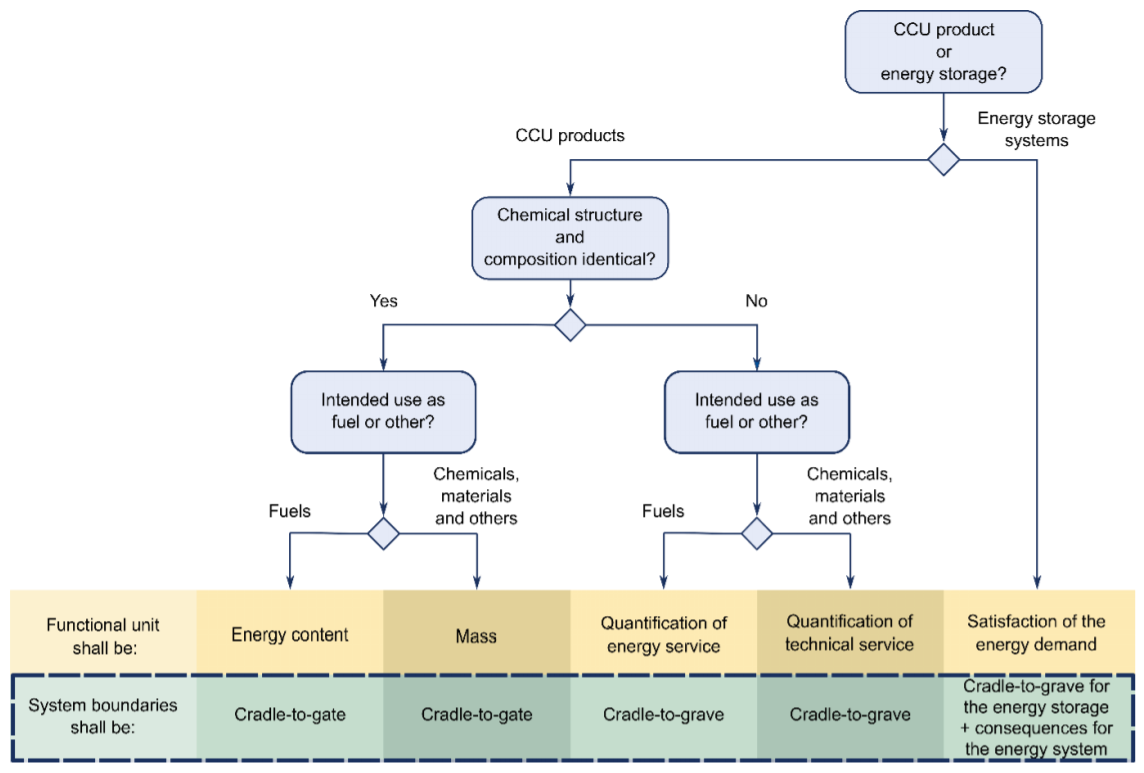 CCU product
or
energy storage?
Energy storage
systems
CCU products
Chemical structure
and
composition identical?
Yes
No
Intended use as
fuel or other?
Intended use as
fuel or other?
Chemicals,
materials
and others
Fuels
Chemicals,
materials
and others
Fuels
Functional unit
shall be:
Energy content
Mass
Quantification of
energy service
Quantification of
technical service
Satisfaction of the
energy demand
System boundaries
shall be:
Cradle-to-gate
Cradle-to-gate
Cradle-to-grave
Cradle-to-grave
Cradle-to-grave for
the energy storage
+ consequences for
the energy system